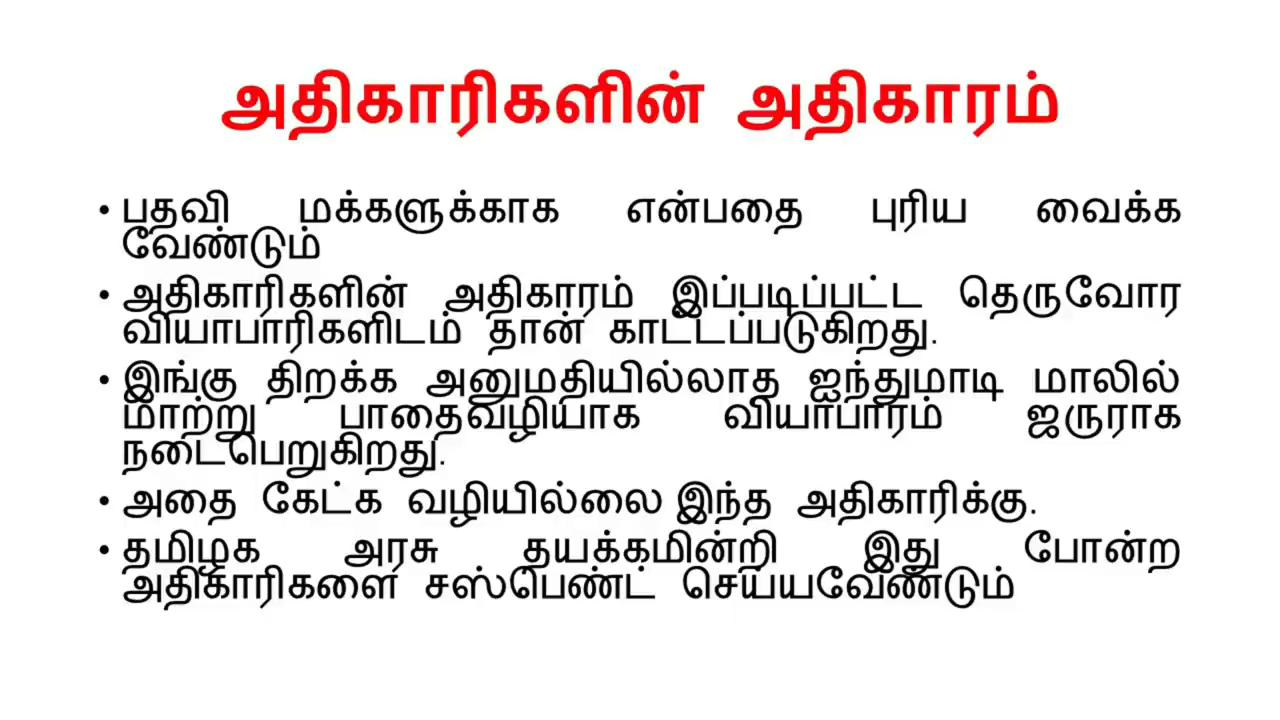 அதிகாரிகளின் அதிகாரம்
• பதவி மக்களுக்காக என்பதை புரிய வைக்க
வேண்டும்
• அதிகாரிகளின் அதிகாரம் இப்படிப்பட்ட தெருவோர
வியாபாரிகளிடம் தான் காட்டப்படுகிறது.
• இங்கு திறக்க அனுமதியில்லாத ஐந்துமாடி மாலில்
மாற்று பாதைவழியாக வியாபாரம் ஜருராக
நடைபெறுகிறது.
• அதை கேட்க வழியில்லை இந்த அதிகாரிக்கு.
• தமிழக அரசு தயக்கமின்றி இது போன்ற
அதிகாரிகளை சஸ்பெண்ட் செய்யவேண்டும்